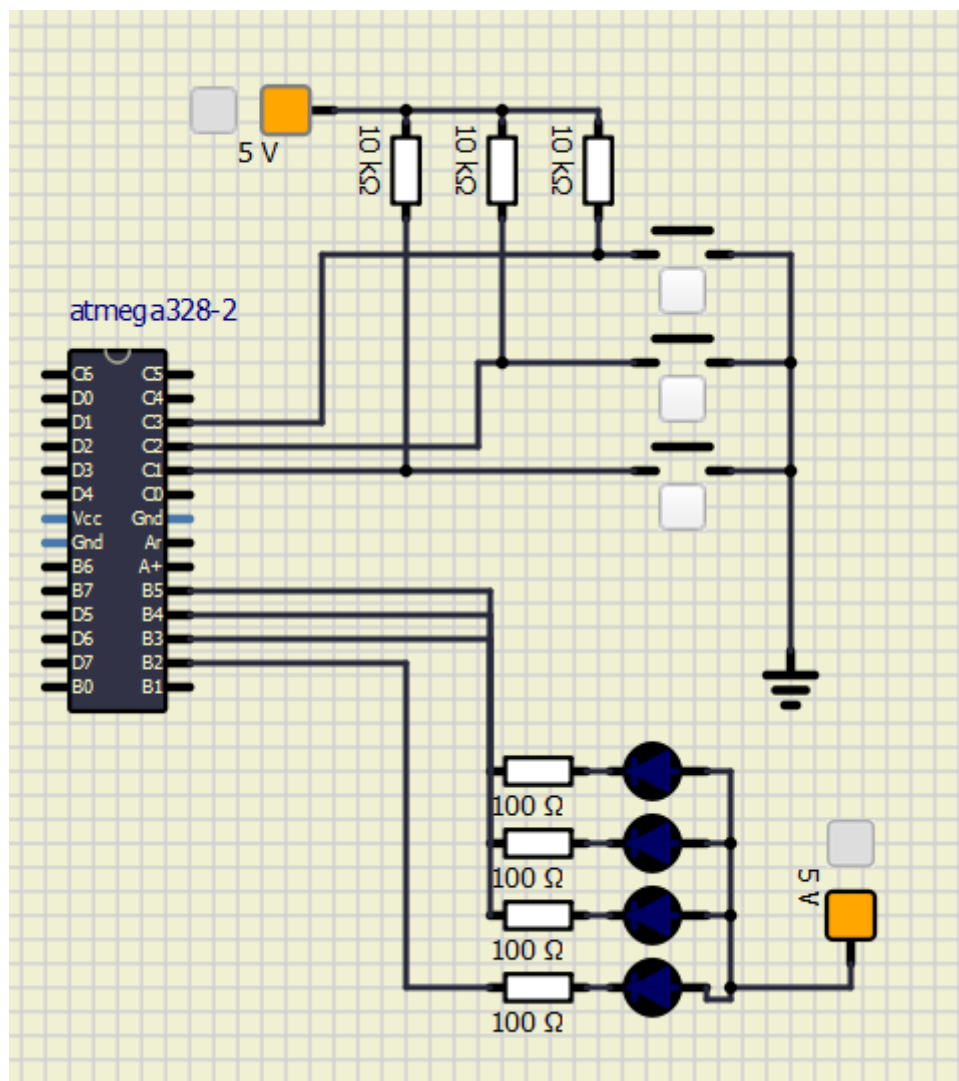 5 V
10 kΩ
10 kΩ
10 kΩ
atmega328-2
C6 C5
D0 C4
D1 C3
D2 C2
D3 C1
D4 C0
Vcc Gnd
Gnd Ar
B6 A+
B7 B5
D5 B4
D6 B3
D7 B2
B0 B1
100 Ω
100 Ω
5 V
100 Ω
100 Ω